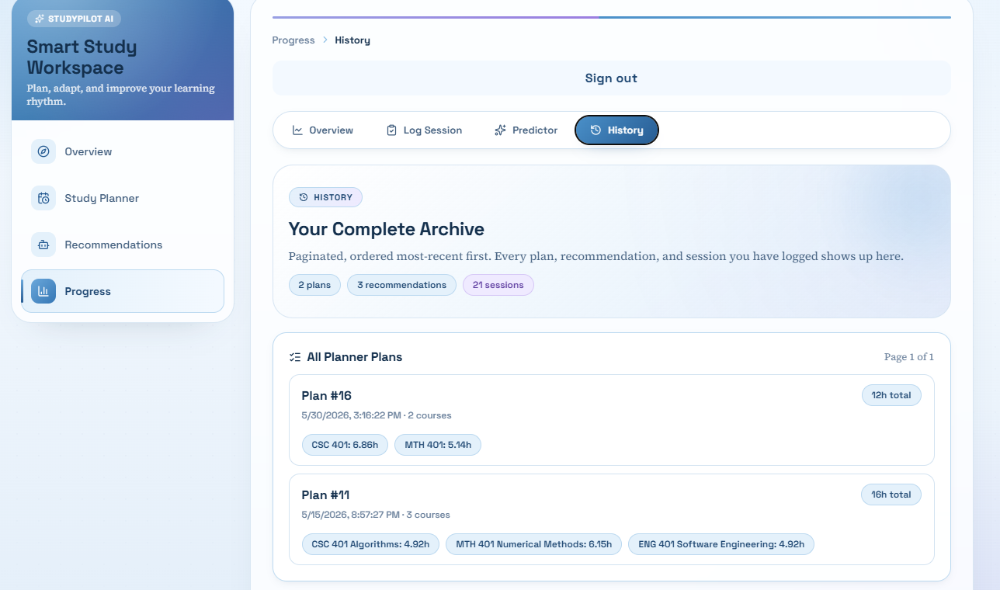 STUDYPILOT AI
Smart Study
Workspace
Plan, adapt, and improve your learning
rhythm.
Overview
Study Planner
Recommendations
Progress
Progress > History
Sign out
Overview Log Session Predictor History
HISTORY
Your Complete Archive
Paginated, ordered most-recent first. Every plan, recommendation, and session you have logged shows up here.
2 plans 3 recommendations 21 sessions
All Planner Plans Page 1 of 1
Plan #16 12h total
5/30/2026, 3:16:22 PM · 2 courses
CSC 401: 6.86h MTH 401: 5.14h
Plan #11 16h total
5/15/2026, 8:57:27 PM · 3 courses
CSC 401 Algorithms: 4.92h MTH 401 Numerical Methods: 6.15h ENG 401 Software Engineering: 4.92h